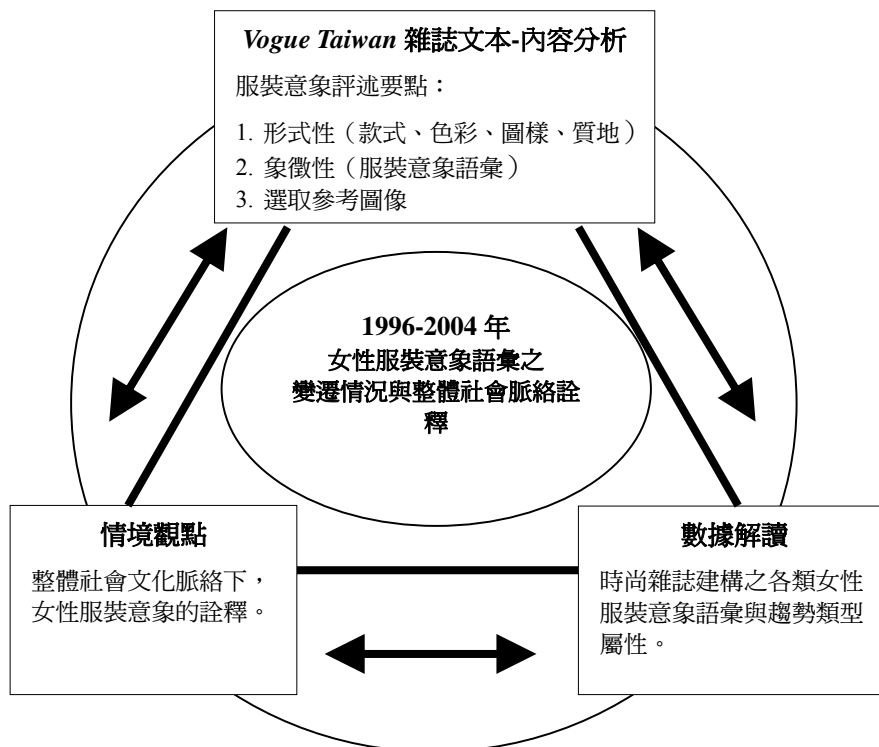 Vogue Taiwan 雜誌文本-內容分析
服裝意象評述要點：
1. 形式性（款式、色彩、圖樣、質地）
2. 象徵性（服裝意象語彙）
3. 選取參考圖像
1996-2004 年
女性服裝意象語彙之
變遷情況與整體社會脈絡詮
釋
情境觀點
整體社會文化脈絡下，
女性服裝意象的詮釋。
數據解讀
時尚雜誌建構之各類女性
服裝意象語彙與趨勢類型
屬性。